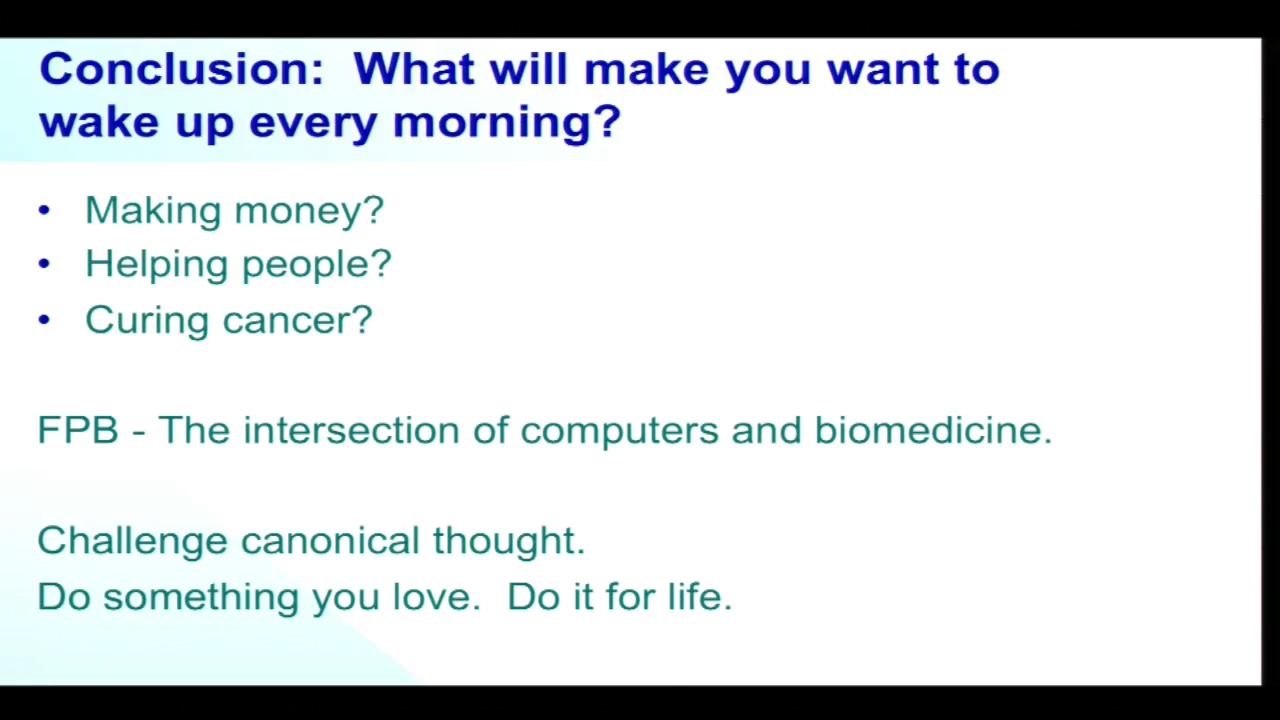 Conclusion:  What will make you want to
wake up every morning?
• Making money?
• Helping people?
• Curing cancer?
FPB - The intersection of computers and biomedicine.
Challenge canonical thought.
Do something you love.  Do it for life.